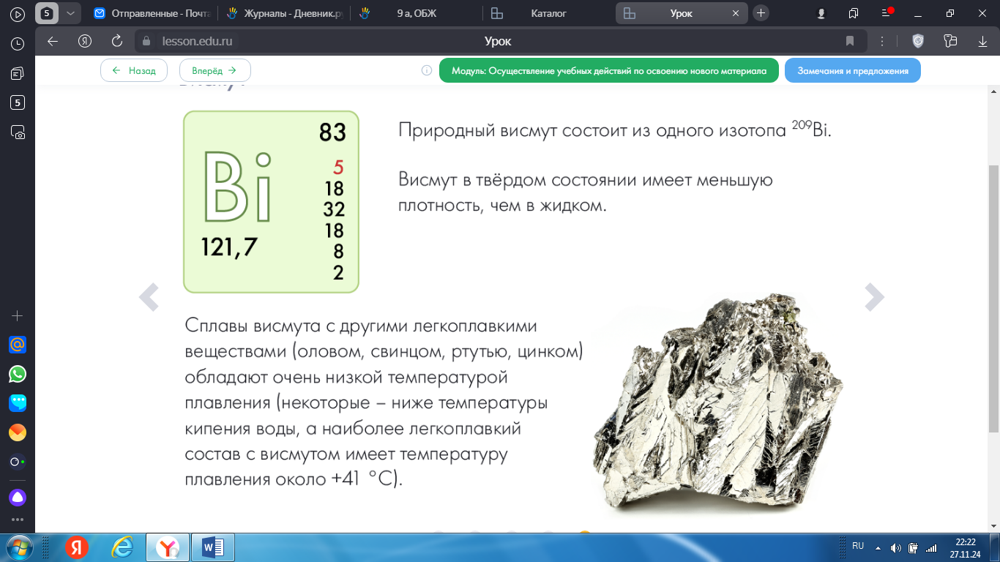 5
Отправленные - Почта
Журналы - Дневник.ру
9 а, ОБЖ
Каталог
Урок
lesson.edu.ru
Урок
Назад
Вперёд
Модуль: Осуществление учебных действий по освоению нового материала
Замечания и предложения
83
Bi
5
18
32
18
8
2
121,7
Природный висмут состоит из одного изотопа ²⁰⁹Bi.
Висмут в твёрдом состоянии имеет меньшую
плотность, чем в жидком.
Сплавы висмута с другими легкоплавкими
веществами (оловом, свинцом, ртутью, цинком)
обладают очень низкой температурой
плавления (некоторые – ниже температуры
кипения воды, а наиболее легкоплавкий
состав с висмутом имеет температуру
плавления около +41 °C).
5
RU
22:22
27.11.24